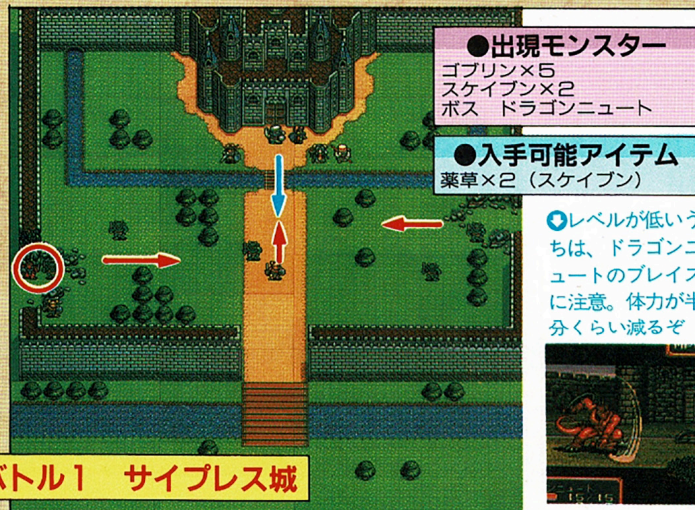 ●出現モンスター
ゴブリン×5
スケイブン×2
ボス ドラゴンニュート
●入手可能アイテム
薬草×2（スケイブン）
レベルが低いう
ちは、ドラゴンニ
ュートのブレイズ
に注意。体力が半
分くらい減るぞ
15/15
バトル1 サイプレス城